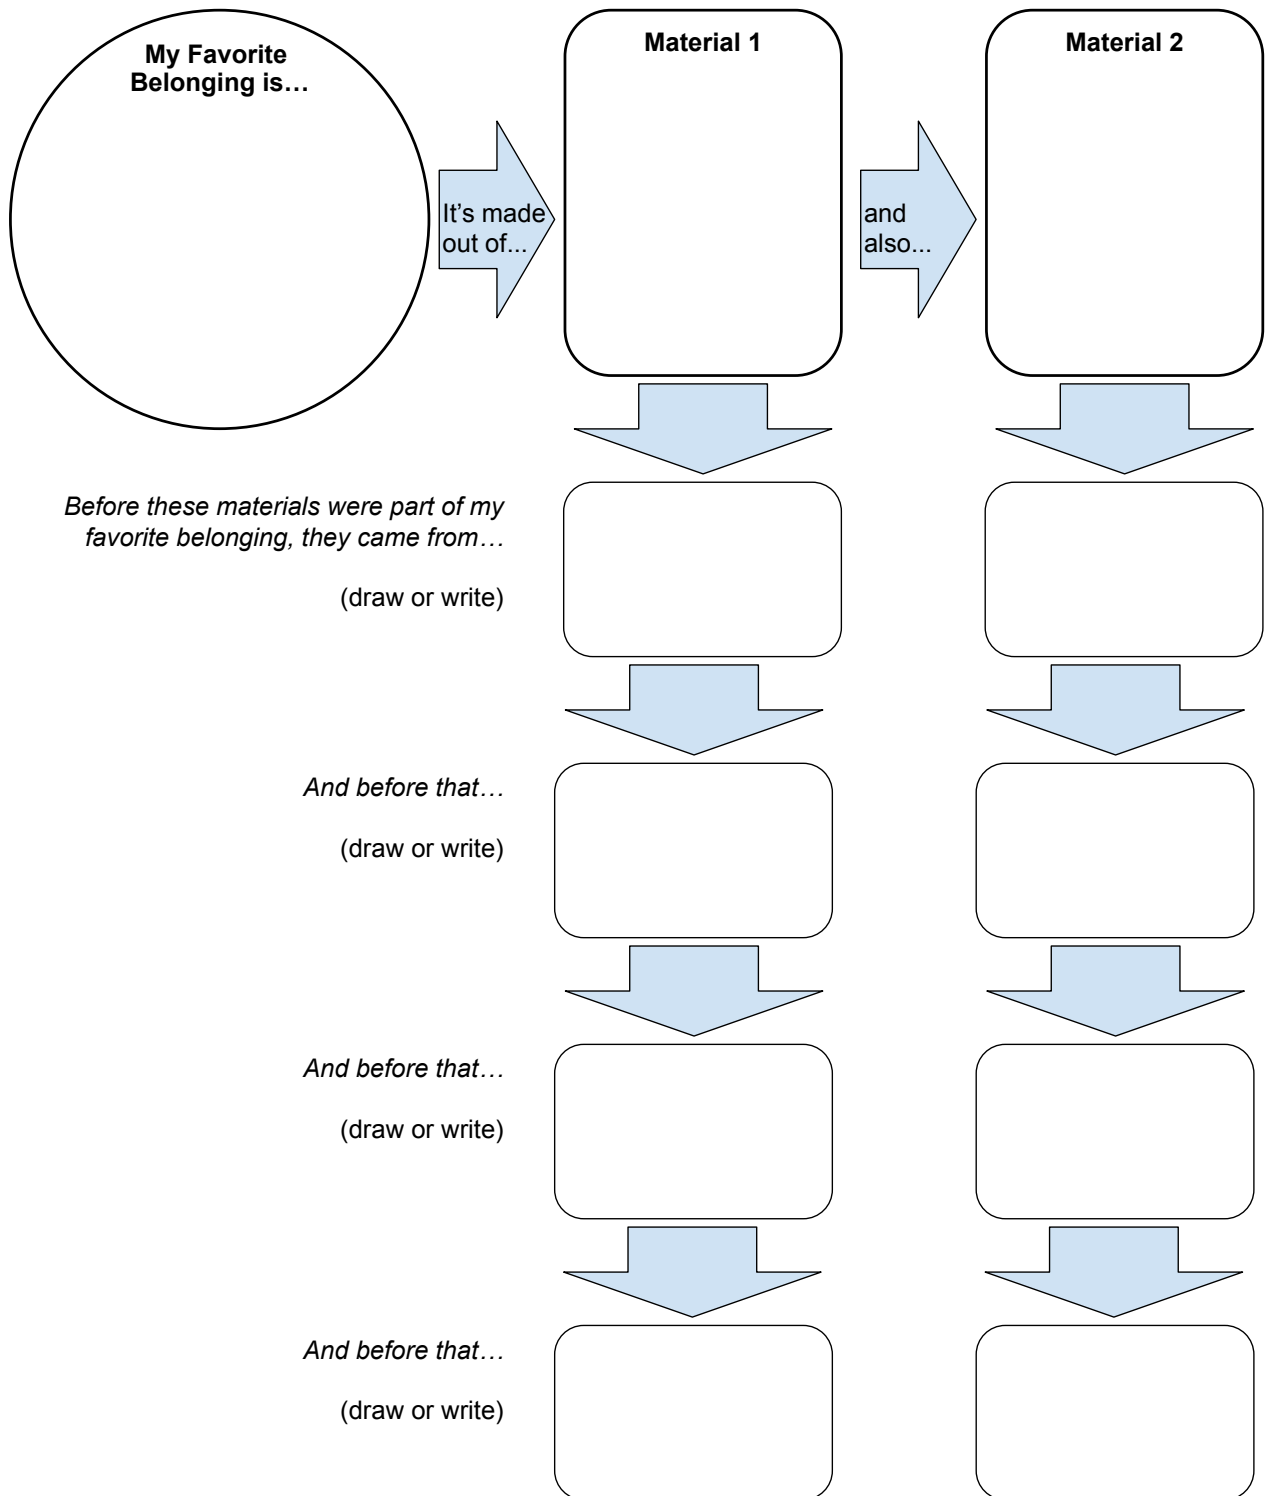 My Favorite
Belonging is…
It's made
out of...
Material 1
and
also...
Material 2
Before these materials were part of my
favorite belonging, they came from…
(draw or write)
And before that…
(draw or write)
And before that…
(draw or write)
And before that…
(draw or write)